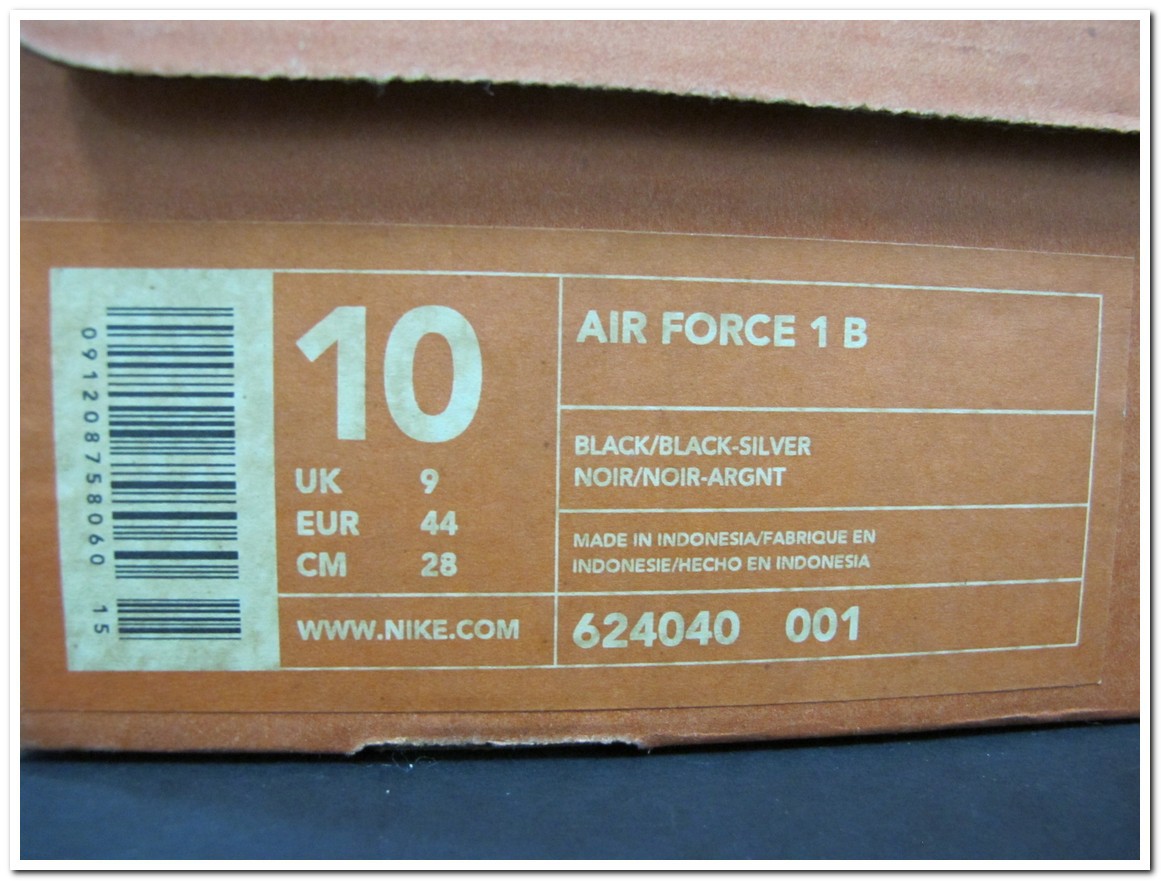 091208758060 15
10
UK 9
EUR 44
CM 28
WWW.NIKE.COM
AIR FORCE 1 B
BLACK/BLACK-SILVER
NOIR/NOIR-ARGNT
MADE IN INDONESIA/FABRIQUE EN
INDONESIE/HECHO EN INDONESIA
624040 001